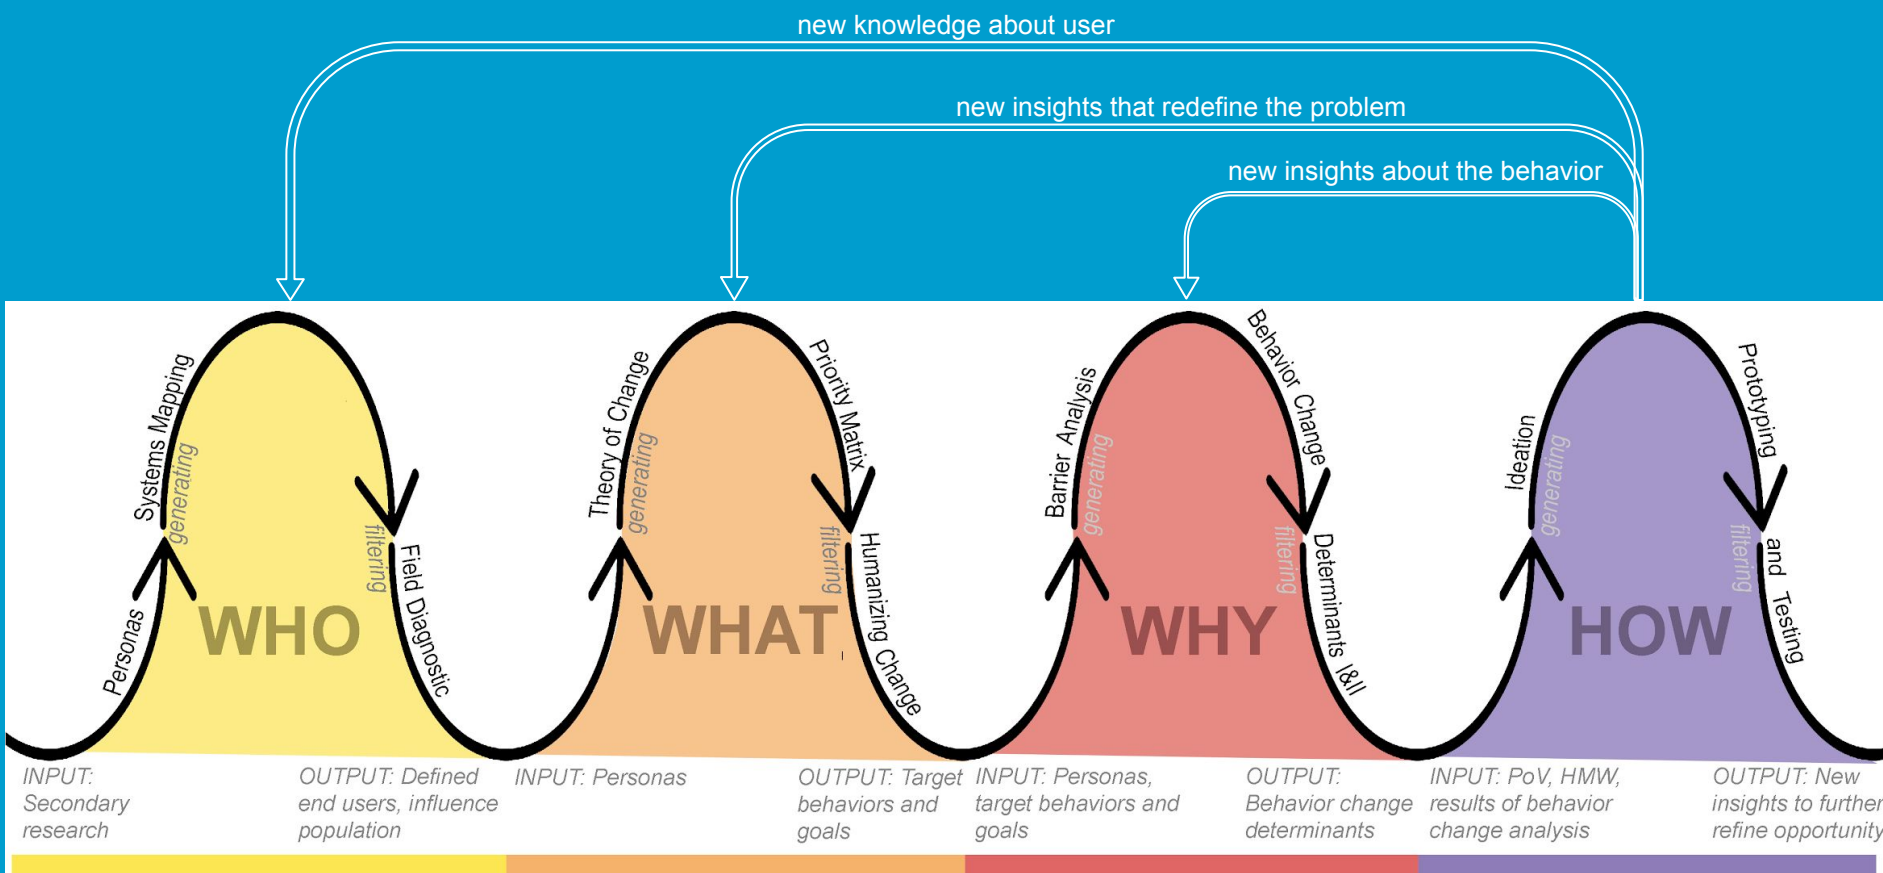 new knowledge about user
new insights that redefine the problem
new insights about the behavior
Personas
Systems Mapping
generating
filtering
Field Diagnostic
WHO
Theory of Change
generating
Priority Matrix
filtering
Humanizing Change
WHAT
Barrier Analysis
generating
Behavior Change
filtering
Determinants I&II
WHY
Ideation
generating
Prototyping
filtering
and Testing
HOW
INPUT:
Secondary
research
OUTPUT: Defined
end users, influence
population
INPUT: Personas
OUTPUT: Target
behaviors and
goals
INPUT: Personas,
target behaviors and
goals
OUTPUT:
Behavior change
determinants
INPUT: PoV, HMW,
results of behavior
change analysis
OUTPUT: New
insights to further
refine opportunity